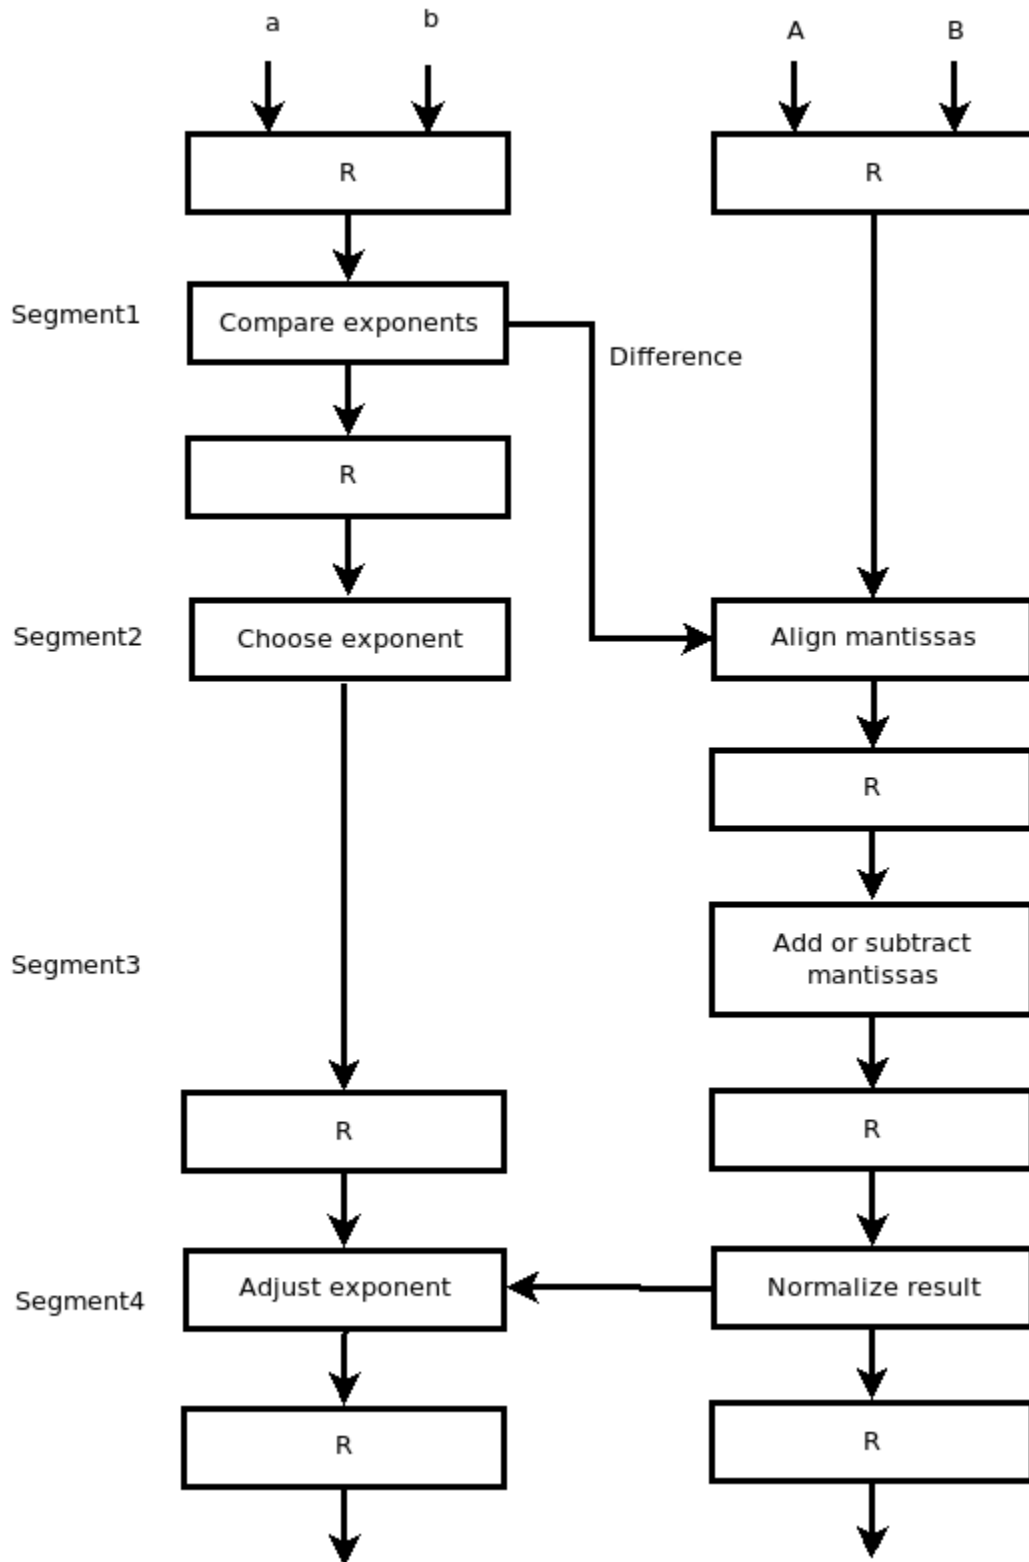 a
b
A
B
R
R
Segment1
Compare exponents
Difference
R
Segment2
Choose exponent
Align mantissas
R
Segment3
Add or subtract
mantissas
R
R
Segment4
Adjust exponent
Normalize result
R
R